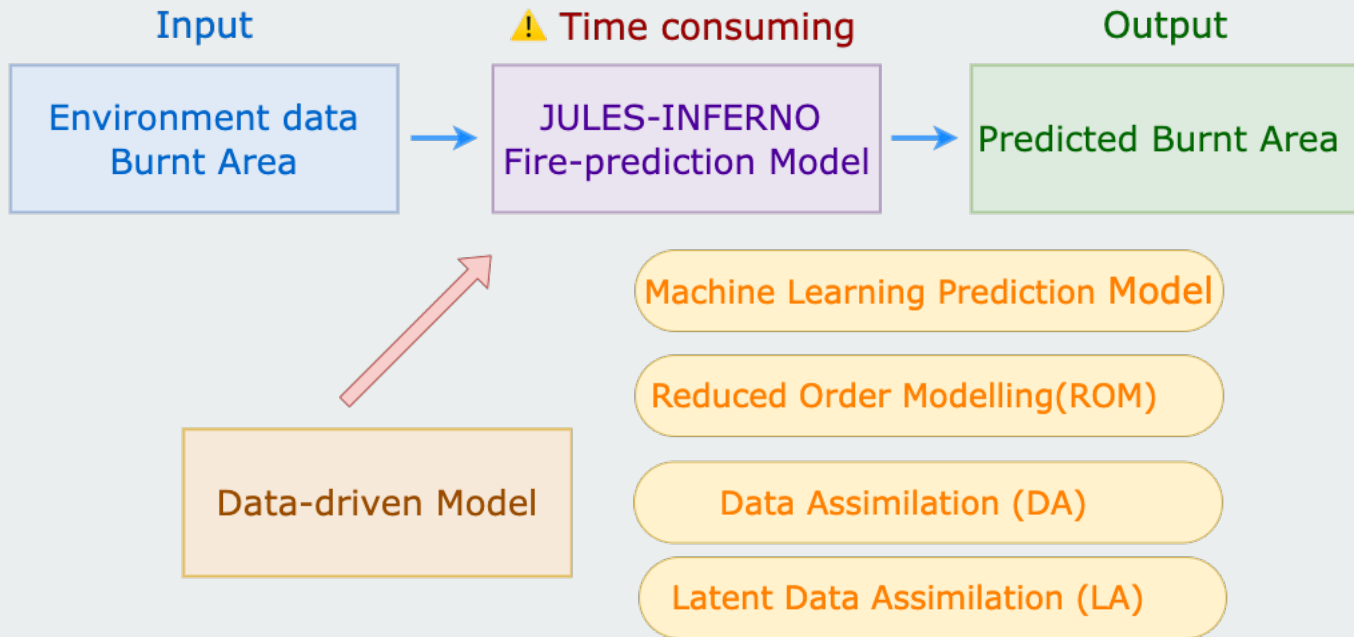 Input
⚠ Time consuming
Output
Environment data
Burnt Area
JULES-INFERNO
Fire-prediction Model
Predicted Burnt Area
Machine Learning Prediction Model
Reduced Order Modelling(ROM)
Data-driven Model
Data Assimilation (DA)
Latent Data Assimilation (LA)